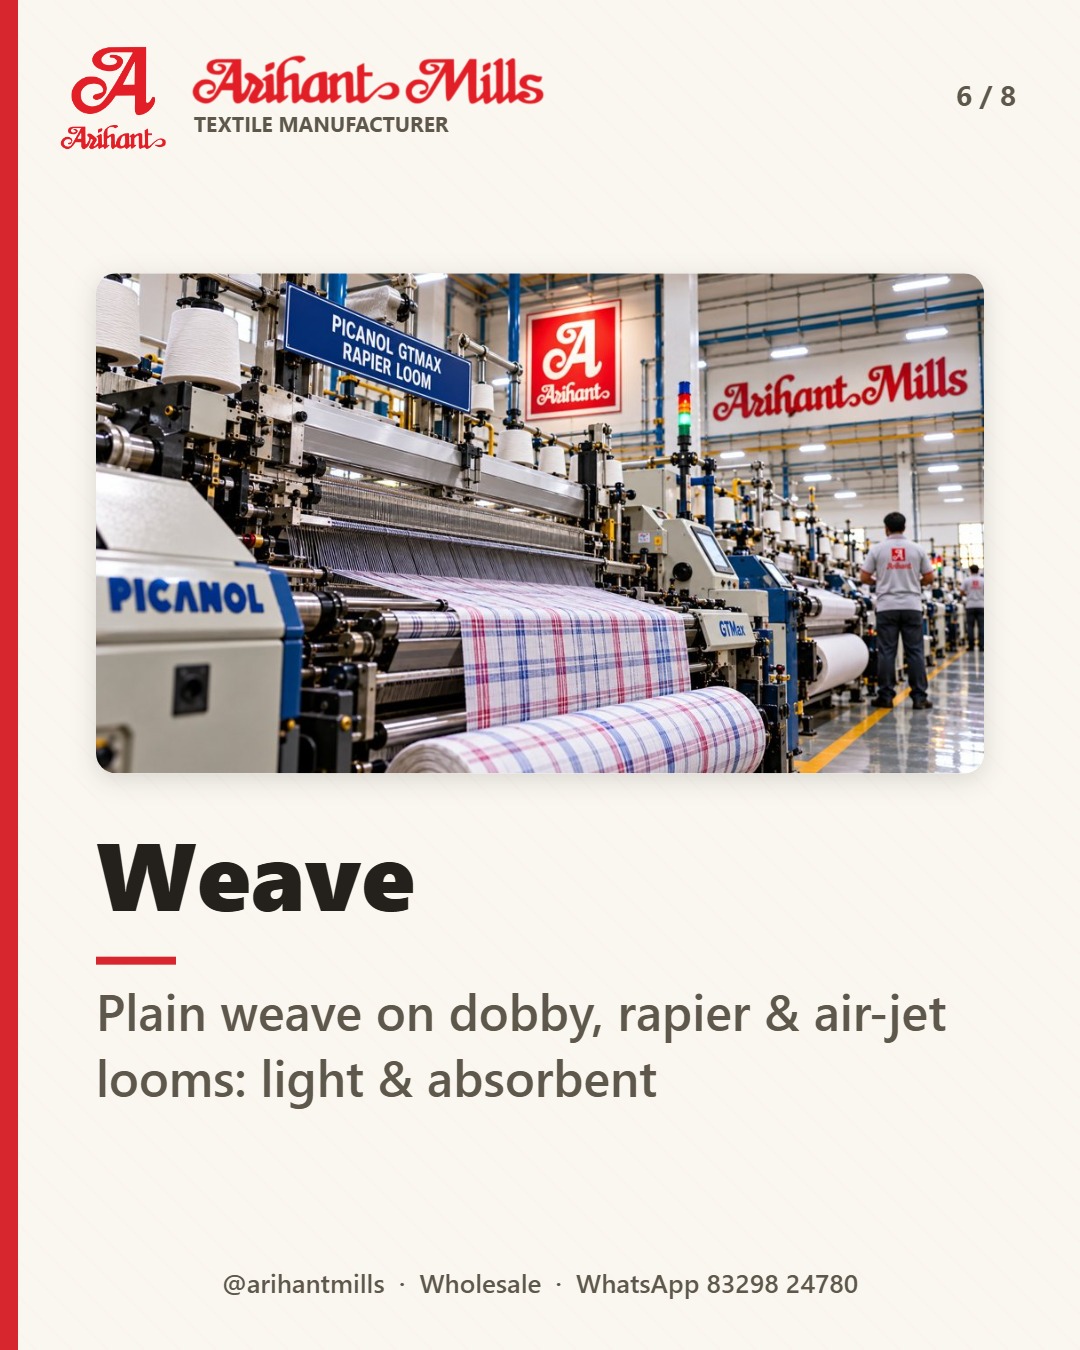 A
Arihant
Arihant Mills
TEXTILE MANUFACTURER
6 / 8
PICANOL GTMAX
RAPIER LOOM
A
Arihant
Arihant Mills
PICANOL
GTMax
A
Arihant
Weave
Plain weave on dobby, rapier & air-jet
looms: light & absorbent
@arihantmills · Wholesale · WhatsApp 83298 24780